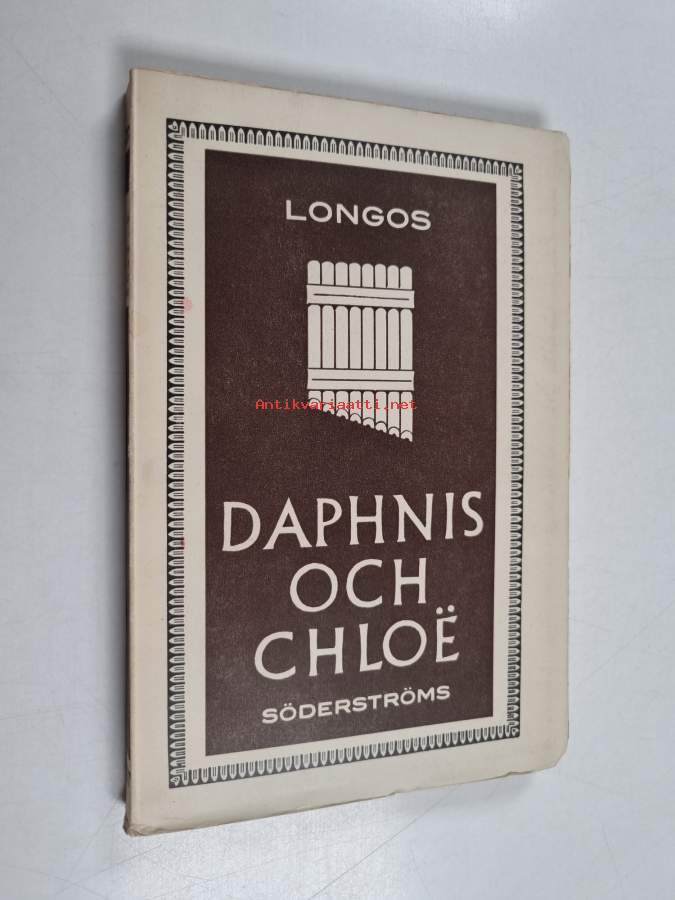 LONGOS
Antikvariaatti.net
DAPHNIS
OCH
CHLOË
SÖDERSTRÖMS